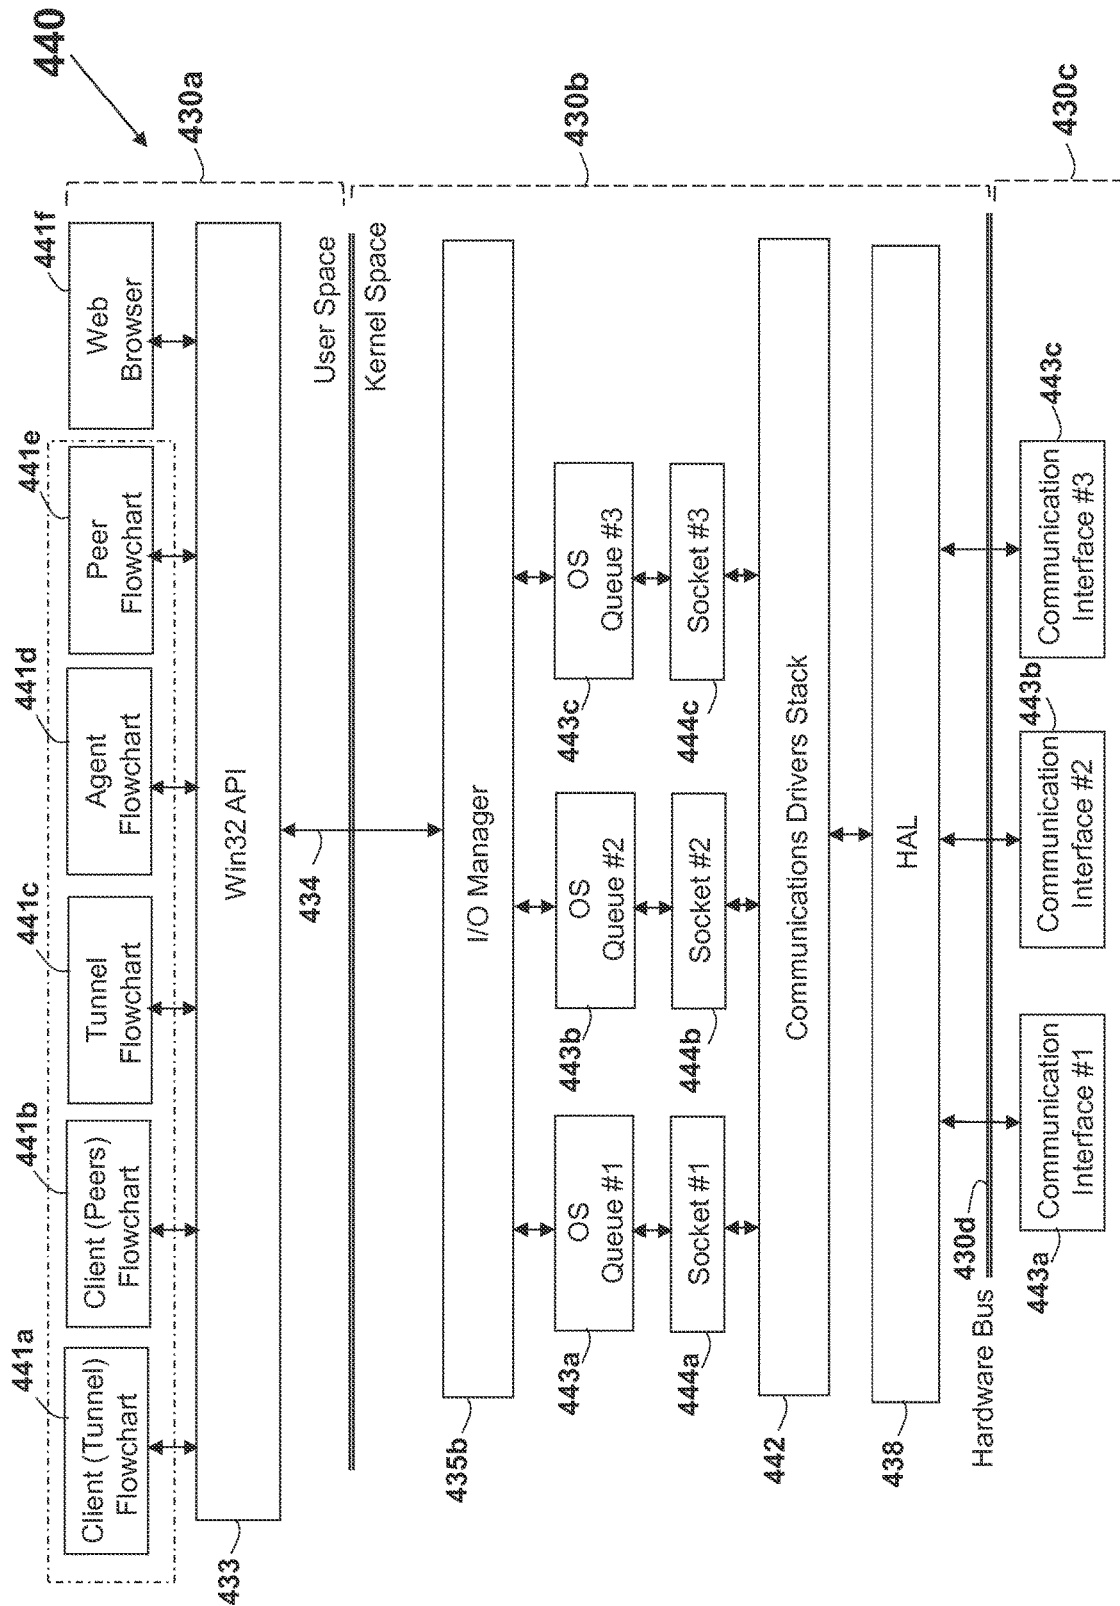 440
441a
441b
441c
441d
441e
441f
430a
Client (Tunnel)
Flowchart
Client (Peers)
Flowchart
Tunnel
Flowchart
Agent
Flowchart
Peer
Flowchart
Web
Browser
433
Win32 API
434
User Space
Kernel Space
430b
435b
I/O Manager
443a
OS
Queue #1
443b
OS
Queue #2
443c
OS
Queue #3
444a
Socket #1
444b
Socket #2
444c
Socket #3
442
Communications Drivers Stack
438
HAL
Hardware Bus
430d
430c
443a
Communication
Interface #1
443b
Communication
Interface #2
443c
Communication
Interface #3